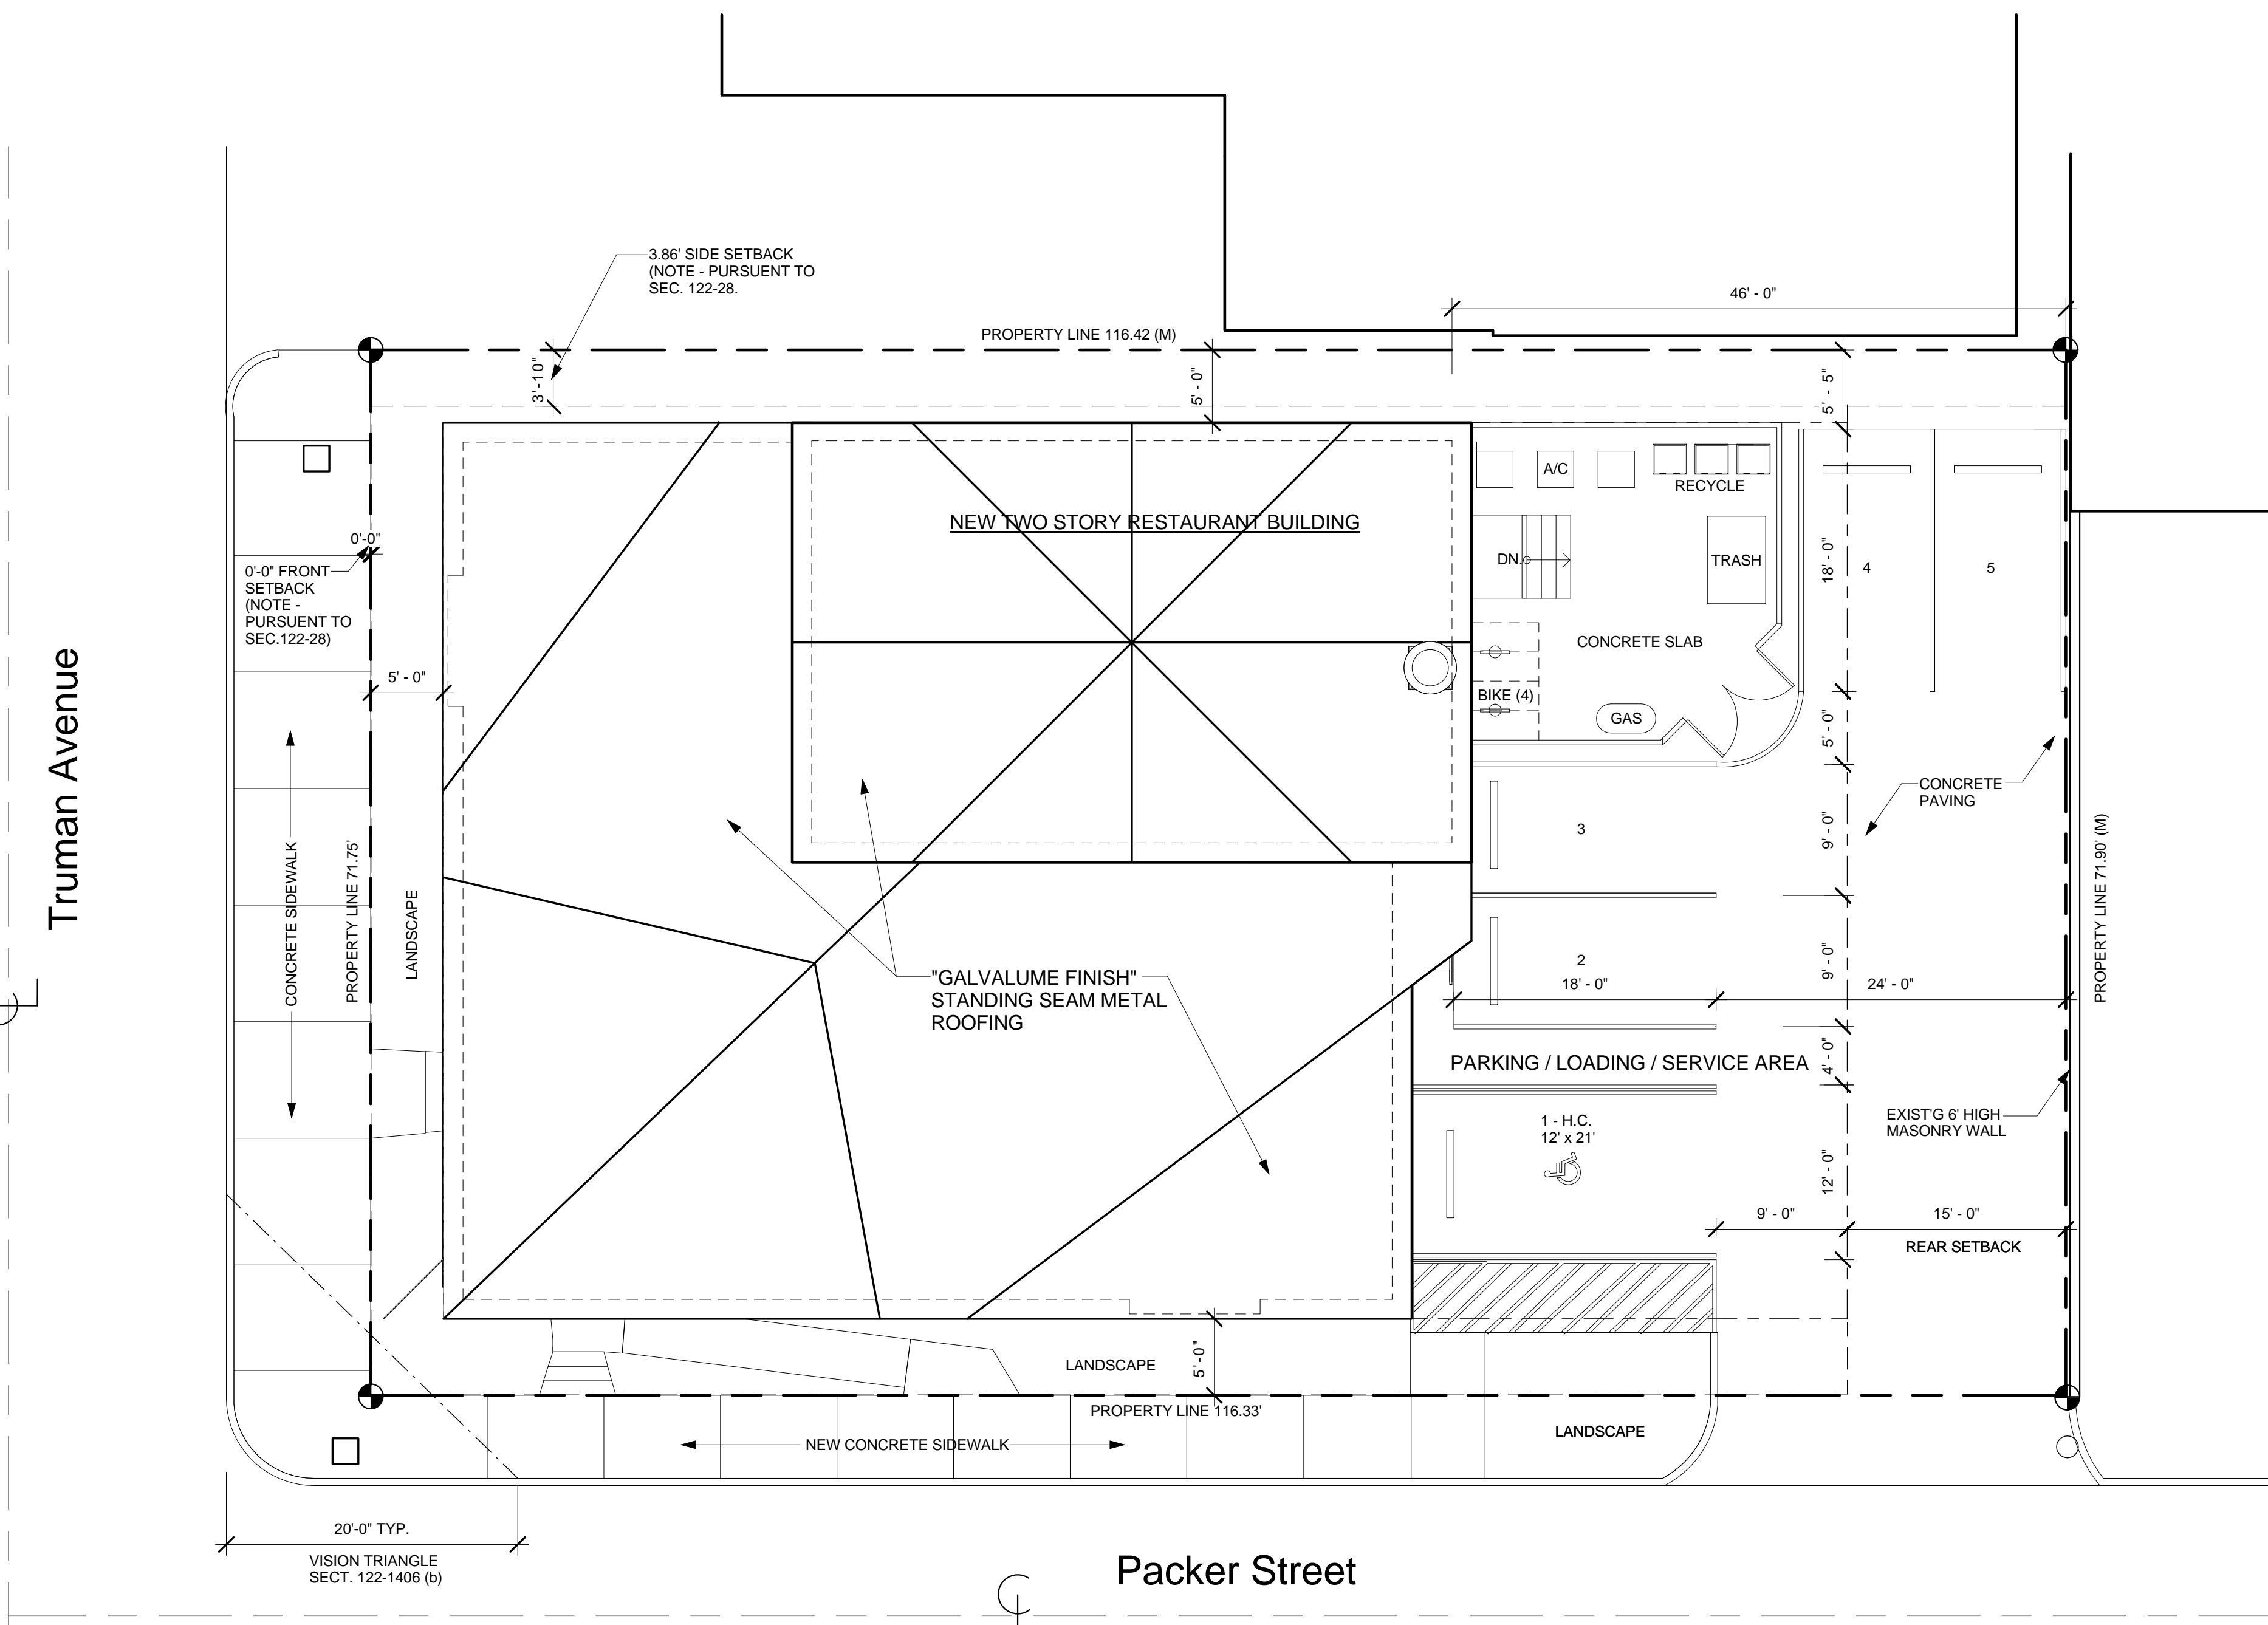 3.86' SIDE SETBACK
(NOTE - PURSUENT TO
SEC. 122-28.
46' - 0"
PROPERTY LINE 116.42 (M)
3'-10"
5' - 0"
5' - 5"
A/C
RECYCLE
NEW TWO STORY RESTAURANT BUILDING
0'-0"
0'-0" FRONT
SETBACK
(NOTE -
PURSUENT TO
SEC.122-28)
DN.
TRASH
18' - 0"
4
5
CONCRETE SLAB
5' - 0"
BIKE (4)
GAS
5' - 0"
Truman Avenue
CONCRETE
PAVING
3
9' - 0"
CONCRETE SIDEWALK
PROPERTY LINE 71.75'
LANDSCAPE
PROPERTY LINE 71.90' (M)
"GALVALUME FINISH"
STANDING SEAM METAL
ROOFING
2
9' - 0"
18' - 0"
24' - 0"
PARKING / LOADING / SERVICE AREA
4' - 0"
1 - H.C.
12' x 21'
EXIST'G 6' HIGH
MASONRY WALL
12' - 0"
9' - 0"
15' - 0"
REAR SETBACK
LANDSCAPE
5'-0"
PROPERTY LINE 116.33'
NEW CONCRETE SIDEWALK
LANDSCAPE
20'-0" TYP.
VISION TRIANGLE
SECT. 122-1406 (b)
Packer Street